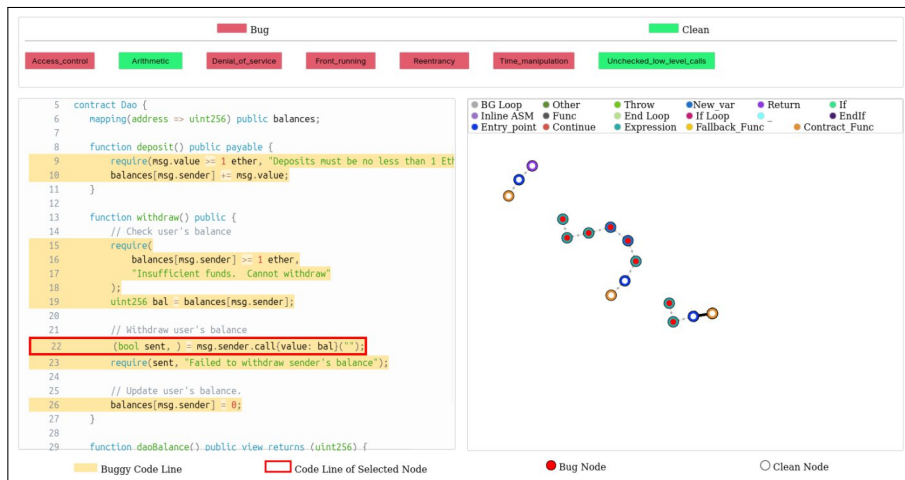 Bug Clean
Access_control Arithmetic Denial_of_service Front_running Reentrancy Time_manipulation Unchecked_low_level_calls
5 contract Dao {
6 mapping(address => uint256) public balances;
7
8 function deposit() public payable {
9 require(msg.value >= 1 ether, "Deposits must be no less than 1 Eth
10 balances[msg.sender] += msg.value;
11 }
12
13 function withdraw() public {
14 // Check user's balance
15 require(
16 balances[msg.sender] >= 1 ether,
17 "Insufficient funds. Cannot withdraw"
18 );
19 uint256 bal = balances[msg.sender];
20
21 // Withdraw user's balance
22 (bool sent, ) = msg.sender.call{value: bal}("");
23 require(sent, "Failed to withdraw sender's balance");
24
25 // Update user's balance.
26 balances[msg.sender] = 0;
27 }
28
29 function daoBalance() public view returns (uint256) {
Buggy Code Line Code Line of Selected Node
BG Loop Other Throw New_var Return If
Inline ASM Func End Loop If Loop _ EndIf
Entry_point Continue Expression Fallback_Func Contract_Func
Bug Node Clean Node